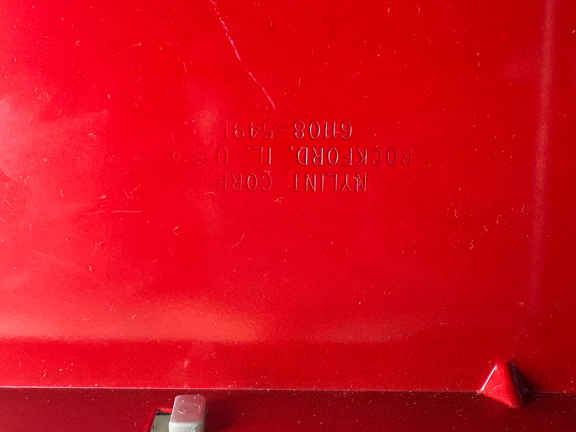 NYLINT CORP
ROCKFORD, IL U.S.A.
61108-5491